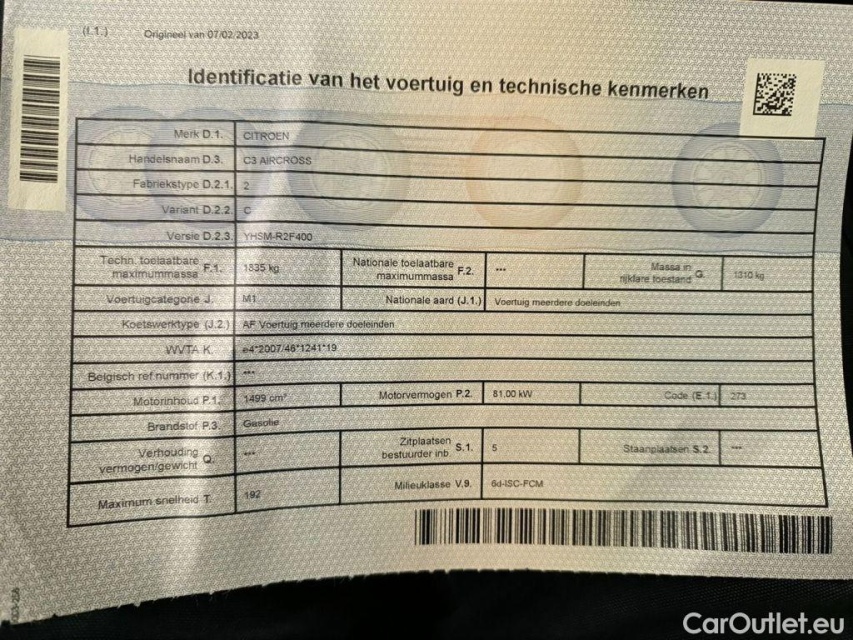 (I.1.) Origineel van 07/02/2023
Identificatie van het voertuig en technische kenmerken
Merk D.1. CITROEN
Handelsnaam D.3. C3 AIRCROSS
Fabriekstype D.2.1. 2
Variant D.2.2. C
Versie D.2.3. YHSM-R2F400
Techn. toelaatbare maximummassa F.1. 1835 kg Nationale toelaatbare maximummassa F.2. --- Massa in rijklare toestand G. 1310 kg
Voertuigcategorie J. M1 Nationale aard (J.1.) Voertuig meerdere doeleinden
Koetswerktype (J.2.) AF Voertuig meerdere doeleinden
WVTA K. e4*2007/46*1241*19
Belgisch ref nummer (K.1.) ---
Motorinhoud P.1. 1499 cm³ Motorvermogen P.2. 81.00 kW Code (E.1.) 273
Brandstof P.3. Gasolie
Verhouding vermogen/gewicht Q. --- Zitplaatsen bestuurder inb. S.1. 5 Staanplaatsen S.2. ---
Maximum snelheid T. 192 Milieuklasse V.9. 6d-ISC-FCM
CarOutlet.eu